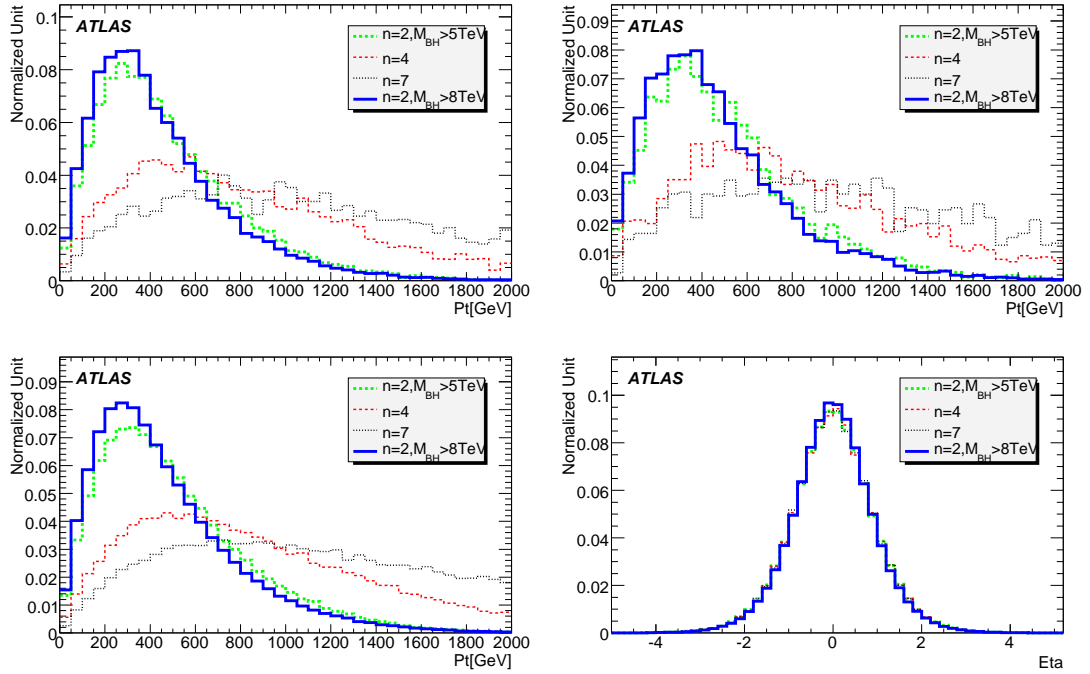 ATLAS
Normalized Unit
0.1
0.08
0.06
0.04
0.02
0
n=2,M_BH>5TeV
n=4
n=7
n=2,M_BH>8TeV
0 200 400 600 800 1000 1200 1400 1600 1800 2000
Pt[GeV]
ATLAS
Normalized Unit
0.09
0.08
0.07
0.06
0.05
0.04
0.03
0.02
0.01
0
n=2,M_BH>5TeV
n=4
n=7
n=2,M_BH>8TeV
0 200 400 600 800 1000 1200 1400 1600 1800 2000
Pt[GeV]
ATLAS
Normalized Unit
0.09
0.08
0.07
0.06
0.05
0.04
0.03
0.02
0.01
0
n=2,M_BH>5TeV
n=4
n=7
n=2,M_BH>8TeV
0 200 400 600 800 1000 1200 1400 1600 1800 2000
Pt[GeV]
ATLAS
Normalized Unit
0.1
0.08
0.06
0.04
0.02
0
n=2,M_BH>5TeV
n=4
n=7
n=2,M_BH>8TeV
-4 -2 0 2 4
Eta